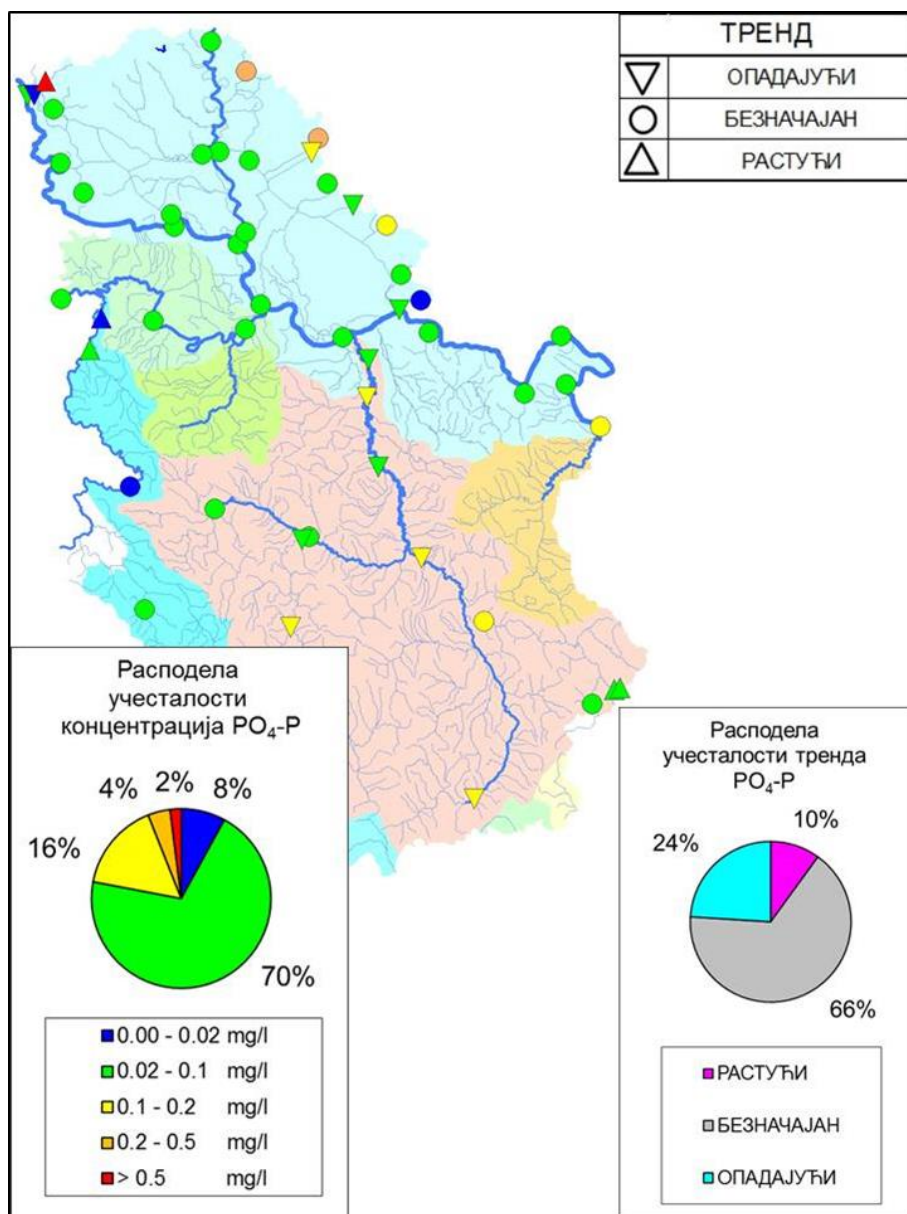 ТРЕНД
ОПАДАЈУЋИ
БЕЗНАЧАЈАН
РАСТУЋИ
Расподела
учесталости
концентрација PO₄-P
4%
2%
8%
16%
70%
0.00 - 0.02 mg/l
0.02 - 0.1 mg/l
0.1 - 0.2 mg/l
0.2 - 0.5 mg/l
> 0.5 mg/l
Расподела
учесталости тренда
PO₄-P
10%
24%
66%
РАСТУЋИ
БЕЗНАЧАЈАН
ОПАДАЈУЋИ